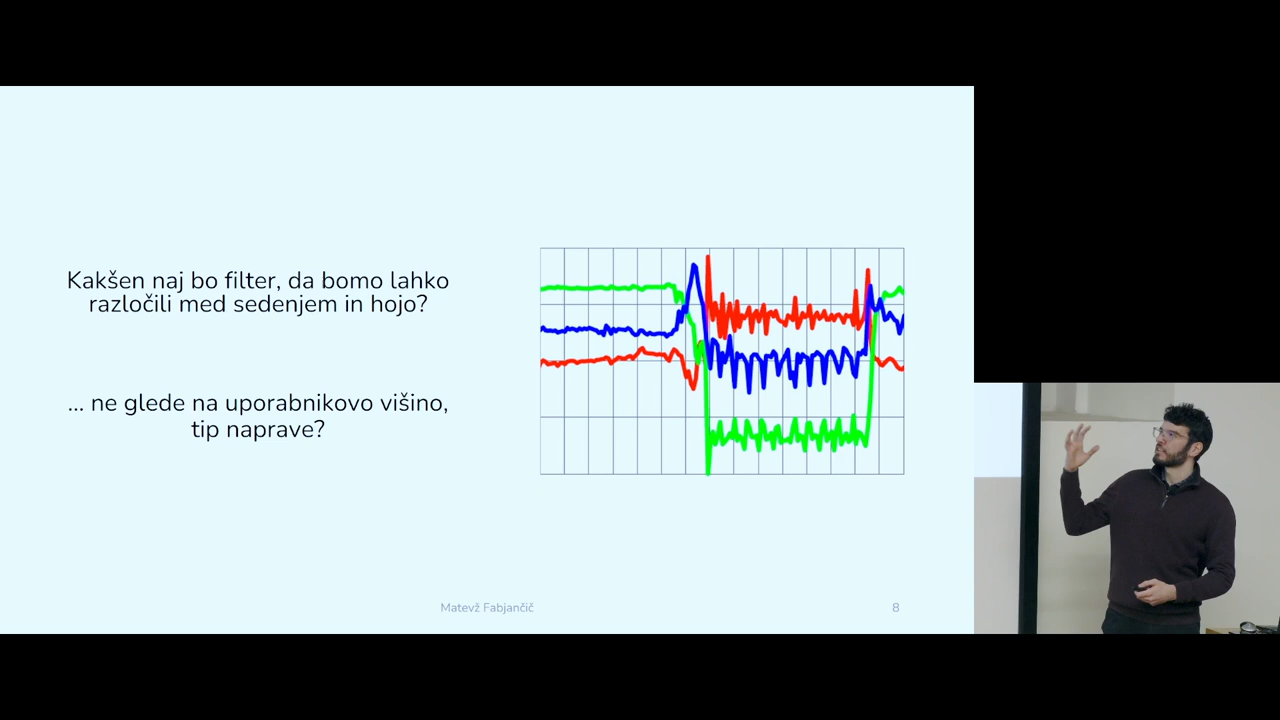 Kakšen naj bo filter, da bomo lahko
razločili med sedenjem in hojo?
... ne glede na uporabnikovo višino,
tip naprave?
Matevž Fabjančič
8